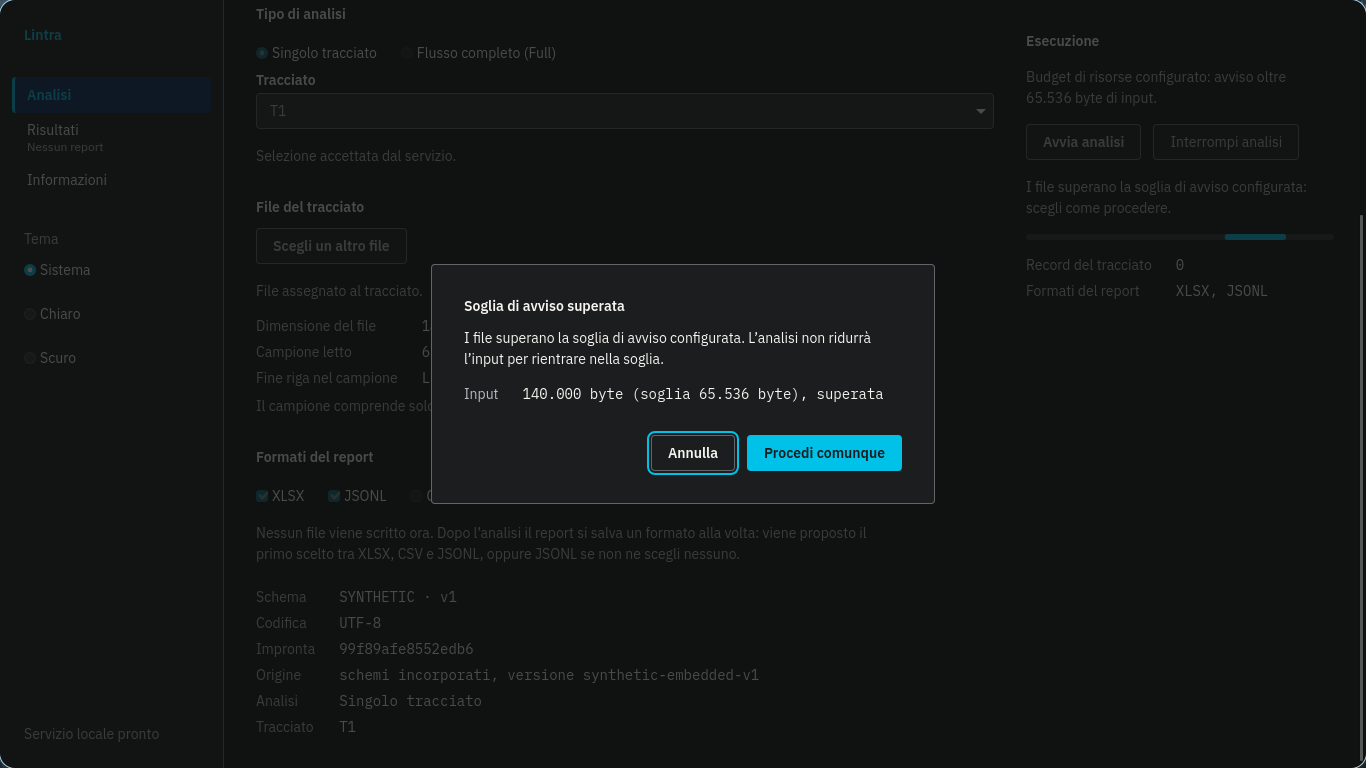 Lintra
Analisi
Risultati
Nessun report
Informazioni
Tema
Sistema
Chiaro
Scuro
Servizio locale pronto
Tipo di analisi
Singolo tracciato
Flusso completo (Full)
Tracciato
T1
Selezione accettata dal servizio.
File del tracciato
Scegli un altro file
File assegnato al tracciato.
Dimensione del file
Campione letto
Fine riga nel campione
Il campione comprende
Formati del report
XLSX
JSONL
Nessun file viene scritto ora. Dopo l'analisi il report si salva un formato alla volta: viene proposto il
primo scelto tra XLSX, CSV e JSONL, oppure JSONL se non ne scegli nessuno.
Schema SYNTHETIC · v1
Codifica UTF-8
Impronta 99f89afe8552edb6
Origine schemi incorporati, versione synthetic-embedded-v1
Analisi Singolo tracciato
Tracciato T1
Soglia di avviso superata
I file superano la soglia di avviso configurata. L'analisi non ridurrà
l'input per rientrare nella soglia.
Input 140.000 byte (soglia 65.536 byte), superata
Annulla
Procedi comunque
Esecuzione
Budget di risorse configurato: avviso oltre
65.536 byte di input.
Avvia analisi
Interrompi analisi
I file superano la soglia di avviso configurata:
scegli come procedere.
Record del tracciato 0
Formati del report XLSX, JSONL